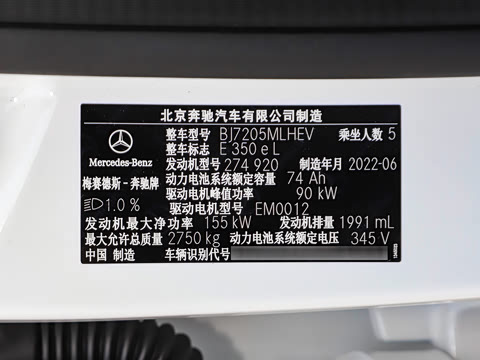 北京奔驰汽车有限公司制造
整车型号 BJ7205MLHEV 乘坐人数 5
整车标志 E 350 e L
Mercedes-Benz
发动机型号 274 920 制造年月 2022-06
梅赛德斯-奔驰牌
动力电池系统额定容量 74 Ah
驱动电机峰值功率 90 kW
1.0 %
驱动电机型号 EM0012
发动机最大净功率 155 kW 发动机排量 1991 mL
最大允许总质量 2750 kg 动力电池系统额定电压 345 V
中国 制造 车辆识别代号